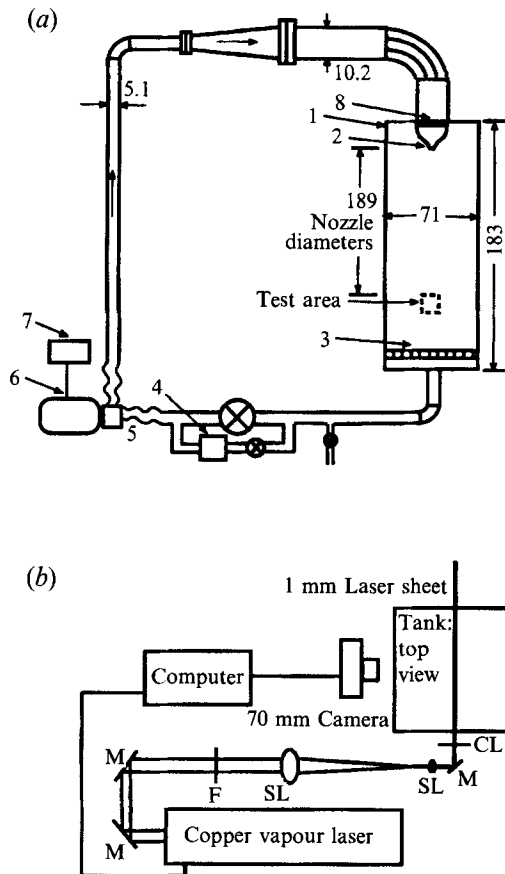 (a)
5.1
10.2
8
1
2
189
71
183
Nozzle
diameters
Test area
3
7
6
4
5
(b)
1 mm Laser sheet
Tank:
top
view
Computer
70 mm Camera
CL
M
F
SL
SL
M
M
Copper vapour laser